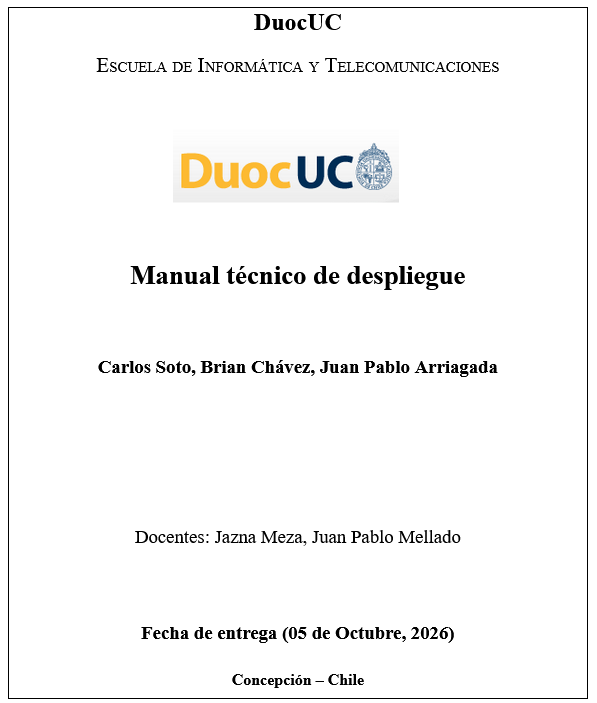 DuocUC
Escuela de Informática y Telecomunicaciones
DuocUC
Manual técnico de despliegue
Carlos Soto, Brian Chávez, Juan Pablo Arriagada
Docentes: Jazna Meza, Juan Pablo Mellado
Fecha de entrega (05 de Octubre, 2026)
Concepción – Chile